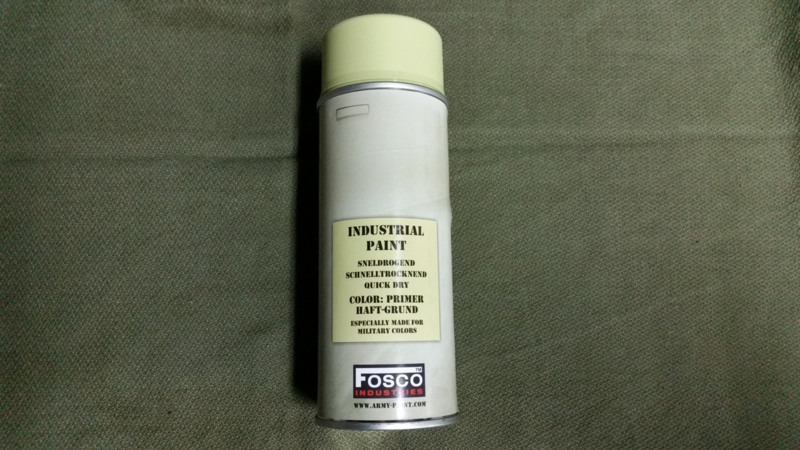 INDUSTRIAL
PAINT
SNELDROGEND
SCHNELLTROCKNEND
QUICK DRY
COLOR: PRIMER
HAFT-GRUND
ESPECIALLY MADE FOR
MILITARY COLORS
TM
FOSCO
INDUSTRIES
WWW.ARMY-PAINT.COM